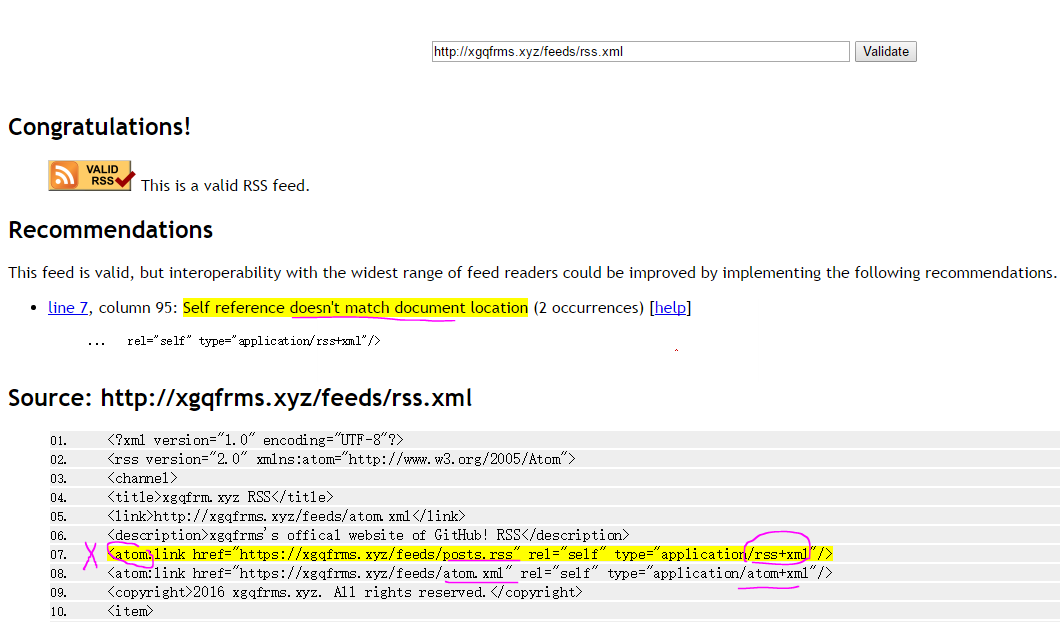 http://xgqfrms.xyz/feeds/rss.xml Validate
Congratulations!
VALID
RSS
This is a valid RSS feed.
Recommendations
This feed is valid, but interoperability with the widest range of feed readers could be improved by implementing the following recommendations.
• line 7, column 95: Self reference doesn't match document location (2 occurrences) [help]
... rel="self" type="application/rss+xml"/>
Source: http://xgqfrms.xyz/feeds/rss.xml
01. <?xml version="1.0" encoding="UTF-8"?>
02. <rss version="2.0" xmlns:atom="http://www.w3.org/2005/Atom">
03. <channel>
04. <title>xgqfrm.xyz RSS</title>
05. <link>http://xgqfrms.xyz/feeds/atom.xml</link>
06. <description>xgqfrms's offical website of GitHub! RSS</description>
07. <atom:link href="https://xgqfrms.xyz/feeds/posts.rss" rel="self" type="application/rss+xml"/>
08. <atom:link href="https://xgqfrms.xyz/feeds/atom.xml" rel="self" type="application/atom+xml"/>
09. <copyright>2016 xgqfrms.xyz. All rights reserved.</copyright>
10. <item>